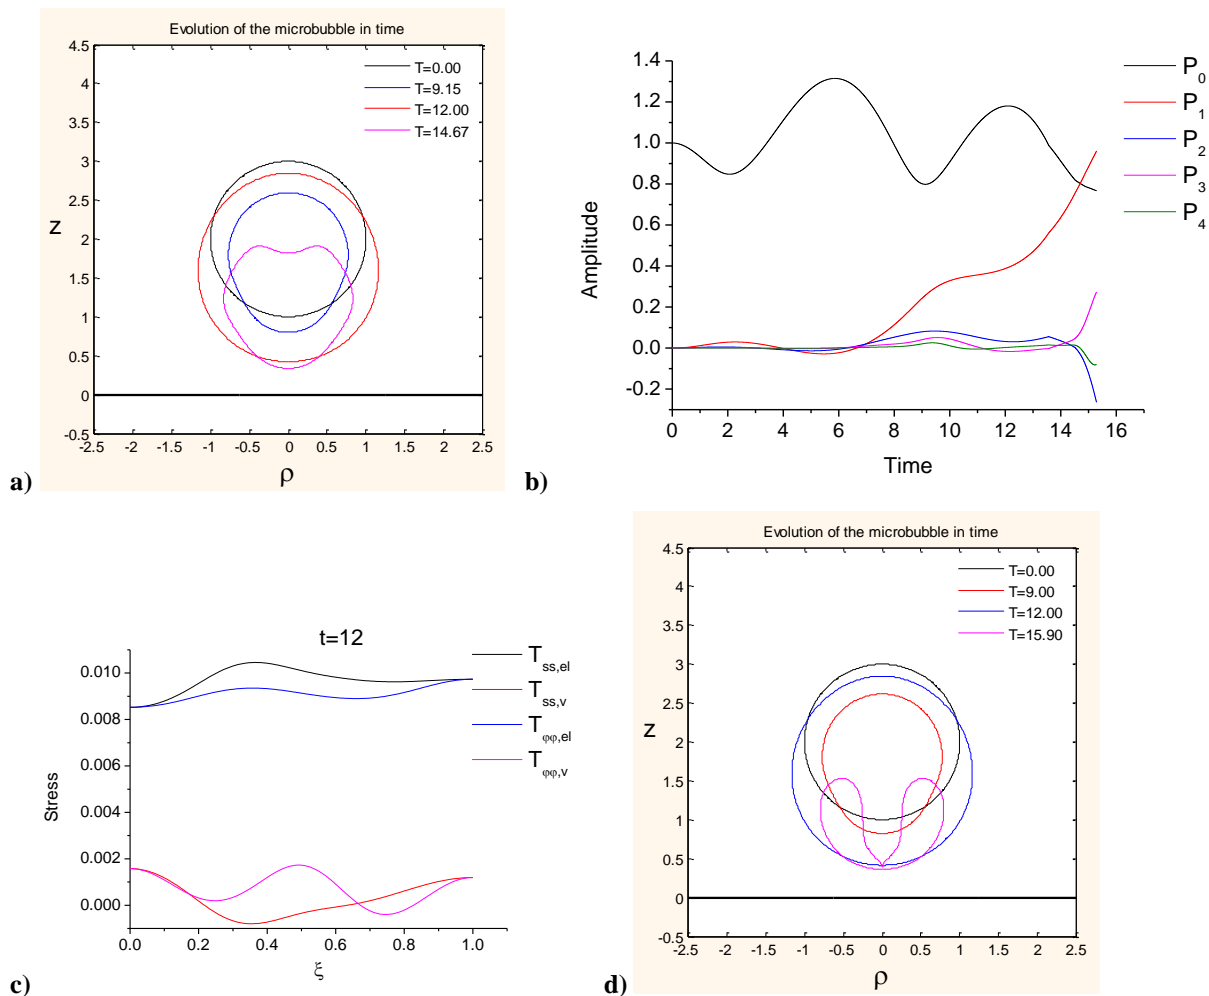 Evolution of the microbubble in time
4.5
4
3.5
3
2.5
2
1.5
1
0.5
0
-0.5
z
T=0.00
T=9.15
T=12.00
T=14.67
-2.5 -2 -1.5 -1 -0.5 0 0.5 1 1.5 2 2.5
ρ
a)
1.4
1.2
1.0
0.8
0.6
0.4
0.2
0.0
-0.2
Amplitude
P0
P1
P2
P3
P4
0 2 4 6 8 10 12 14 16
Time
b)
t=12
0.010
0.008
0.006
0.004
0.002
0.000
Stress
Tss,el
Tss,v
Tφφ,el
Tφφ,v
0.0 0.2 0.4 0.6 0.8 1.0
ξ
c)
Evolution of the microbubble in time
4.5
4
3.5
3
2.5
2
1.5
1
0.5
0
-0.5
z
T=0.00
T=9.00
T=12.00
T=15.90
-2.5 -2 -1.5 -1 -0.5 0 0.5 1 1.5 2 2.5
ρ
d)